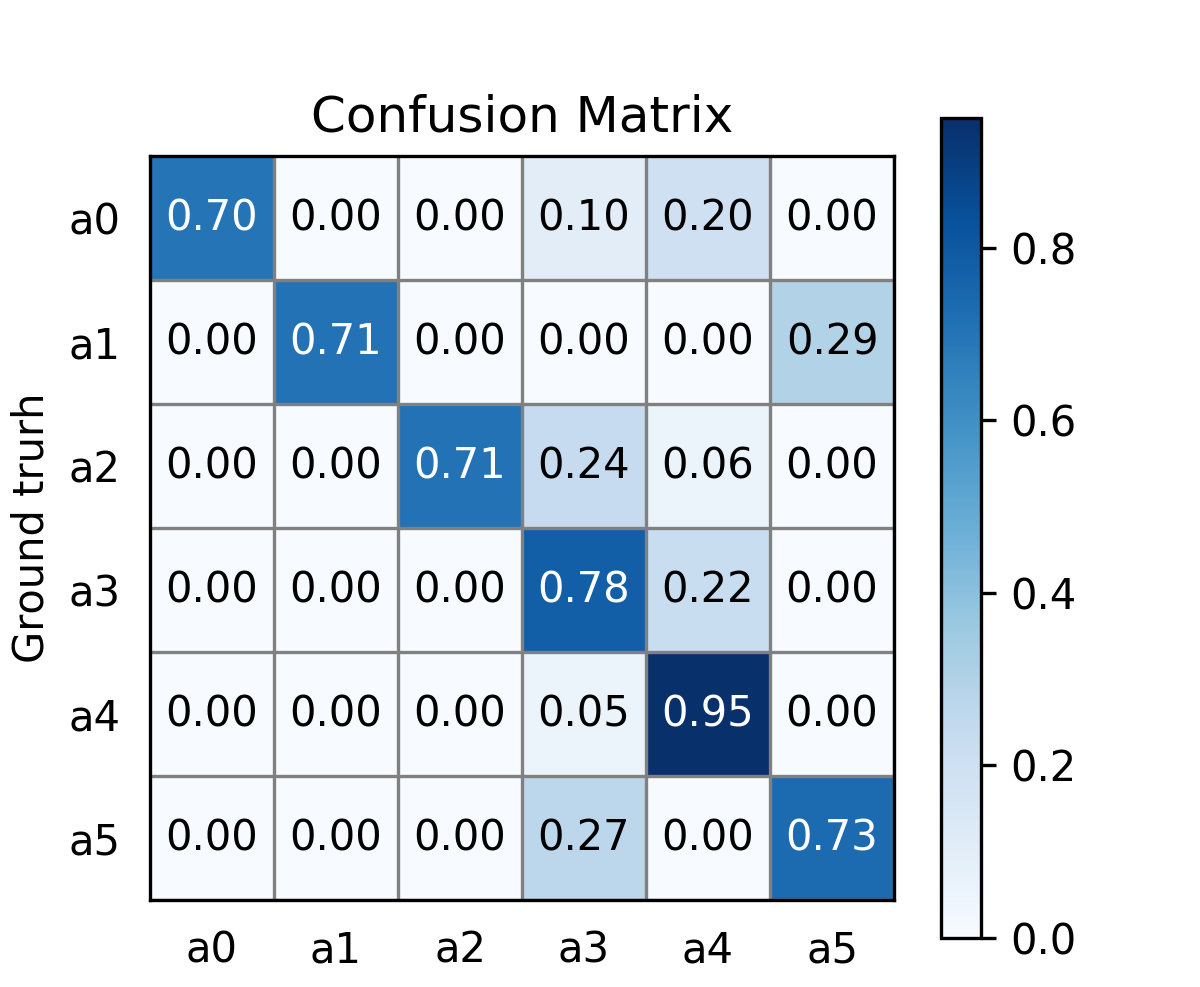 Confusion Matrix
Ground trurh
a0 0.70 0.00 0.00 0.10 0.20 0.00
a1 0.00 0.71 0.00 0.00 0.00 0.29
a2 0.00 0.00 0.71 0.24 0.06 0.00
a3 0.00 0.00 0.00 0.78 0.22 0.00
a4 0.00 0.00 0.00 0.05 0.95 0.00
a5 0.00 0.00 0.00 0.27 0.00 0.73
a0 a1 a2 a3 a4 a5
0.8
0.6
0.4
0.2
0.0